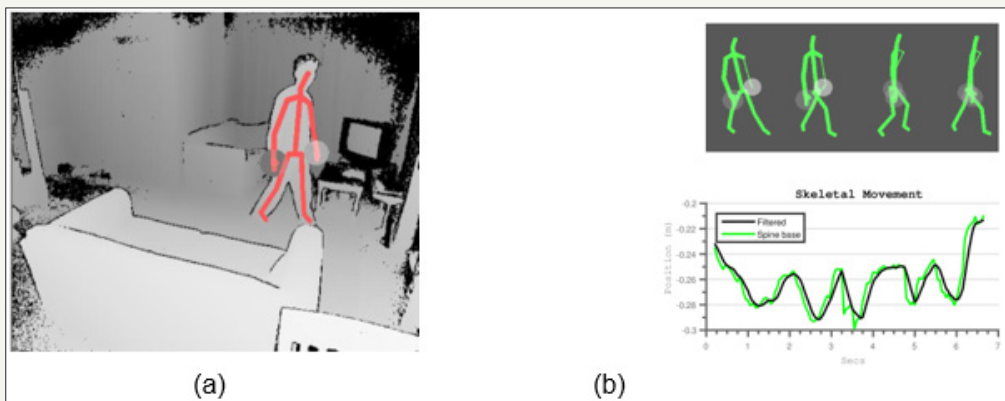 Skeletal Movement
-0.2
-0.22
-0.24
-0.26
-0.28
-0.3
Position (m)
Filtered
Spine base
0 1 2 3 4 5 6 7
Secs
(a) (b)